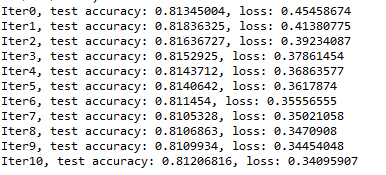 Iter0, test accuracy: 0.81345004, loss: 0.45458674
Iter1, test accuracy: 0.81836325, loss: 0.41380775
Iter2, test accuracy: 0.81636727, loss: 0.39234087
Iter3, test accuracy: 0.8152925, loss: 0.37861454
Iter4, test accuracy: 0.8143712, loss: 0.36863577
Iter5, test accuracy: 0.8140642, loss: 0.3617874
Iter6, test accuracy: 0.811454, loss: 0.35565555
Iter7, test accuracy: 0.8105328, loss: 0.35021058
Iter8, test accuracy: 0.8106863, loss: 0.3470908
Iter9, test accuracy: 0.8109934, loss: 0.34454048
Iter10, test accuracy: 0.81206816, loss: 0.34095907